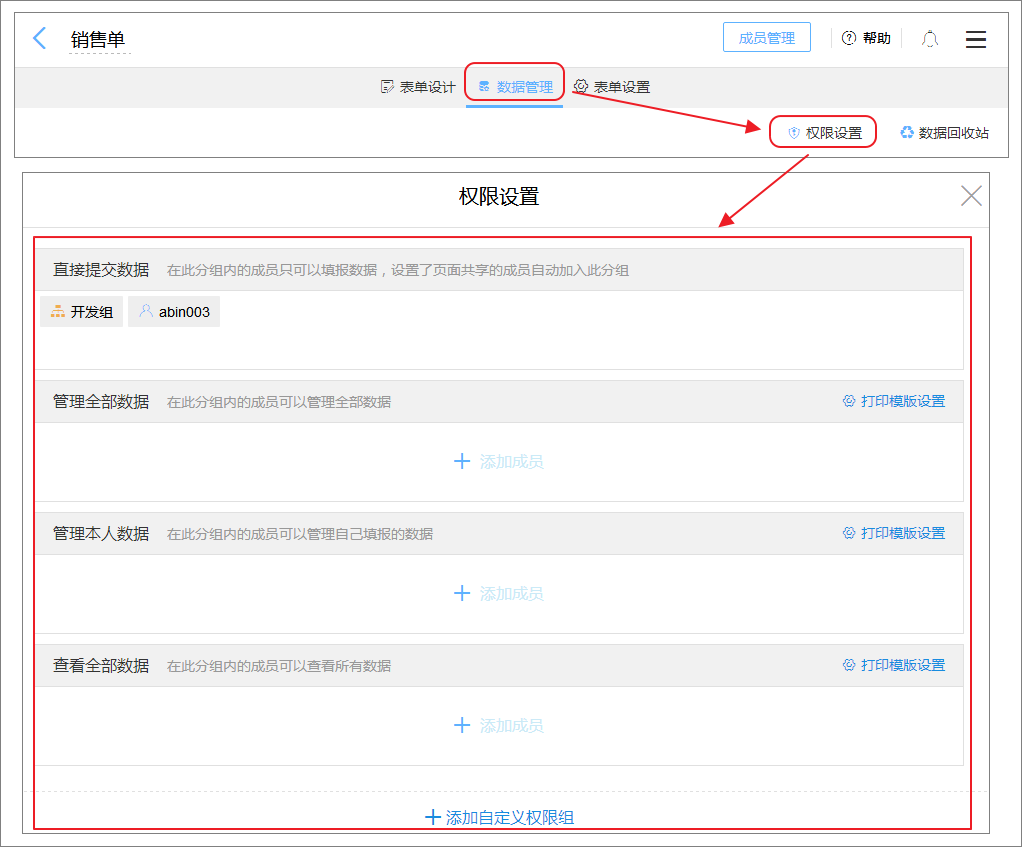 销售单
成员管理
帮助
表单设计
数据管理
表单设置
权限设置
数据回收站
权限设置
直接提交数据 在此分组内的成员只可以填报数据，设置了页面共享的成员自动加入此分组
开发组
abin003
管理全部数据 在此分组内的成员可以管理全部数据 打印模版设置
添加成员
管理本人数据 在此分组内的成员可以管理自己填报的数据 打印模版设置
添加成员
查看全部数据 在此分组内的成员可以查看所有数据 打印模版设置
添加成员
添加自定义权限组